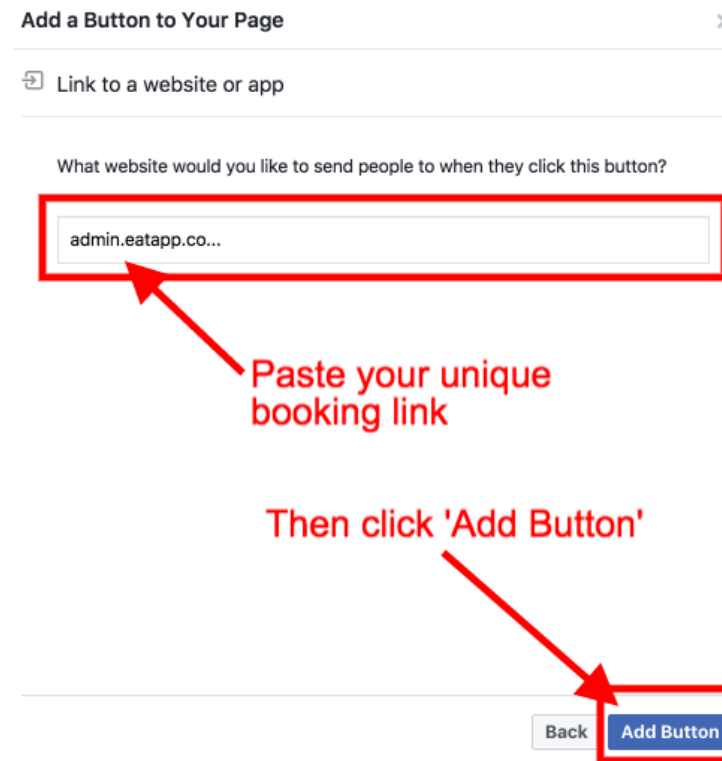 Add a Button to Your Page
Link to a website or app
What website would you like to send people to when they click this button?
admin.eatapp.co...
Paste your unique
booking link
Then click 'Add Button'
Back
Add Button